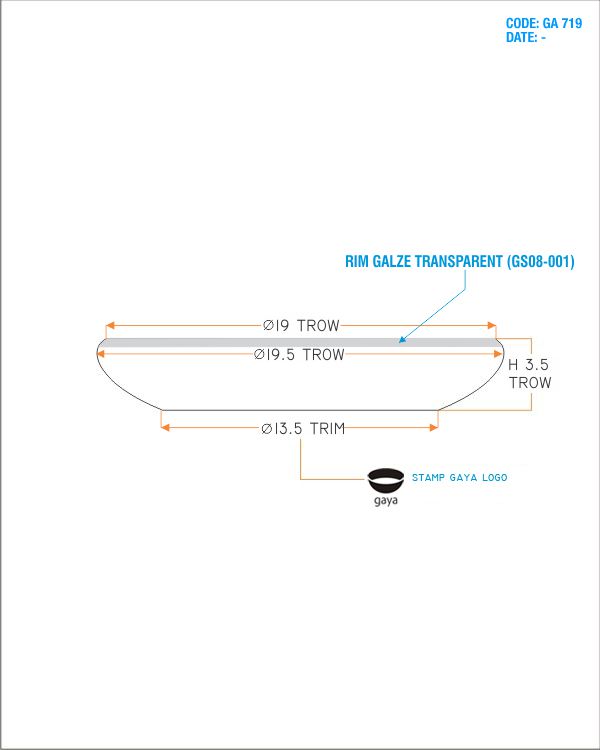 CODE: GA 719
DATE: -
RIM GALZE TRANSPARENT (GS08-001)
Ø19 TROW
Ø19.5 TROW
H 3.5
TROW
Ø13.5 TRIM
STAMP GAYA LOGO
gaya